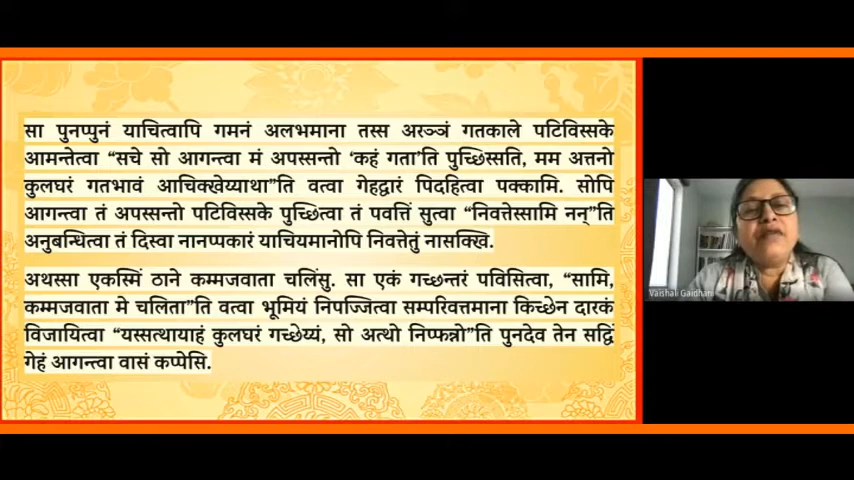 सा पुनप्पुनं याचित्वापि गमनं अलभमाना तस्स अरञ्ञं गतकाले पटिविस्सके
आमन्तेत्वा “सचे सो आगन्त्वा मं अपस्सन्तो ‘कहं गता’ति पुच्छिस्सति, मम अत्तनो
कुलघरं गतभावं आचिक्खेय्याथा”ति वत्वा गेहद्वारं पिदहित्वा पक्कामि. सोपि
आगन्त्वा तं अपस्सन्तो पटिविस्सके पुच्छित्वा तं पवत्तिं सुत्वा “निवत्तेस्सामि नन्”ति
अनुबन्धित्वा तं दिस्वा नानप्पकारं याचियमानोपि निवत्तेतुं नासक्खि.
अथस्सा एकस्मिं ठाने कम्मजवाता चलिंसु. सा एकं गच्छन्तरं पविसित्वा, “सामि,
कम्मजवाता मे चलिता”ति वत्वा भूमियं निपज्जित्वा सम्परिवत्तमाना किच्छेन दारकं
विजायित्वा “यस्सत्थायाहं कुलघरं गच्छेय्यं, सो अत्थो निप्फन्नो”ति पुनदेव तेन सद्धिं
गेहं आगन्त्वा वासं कप्पेसि.
Vaishali Gaidhani